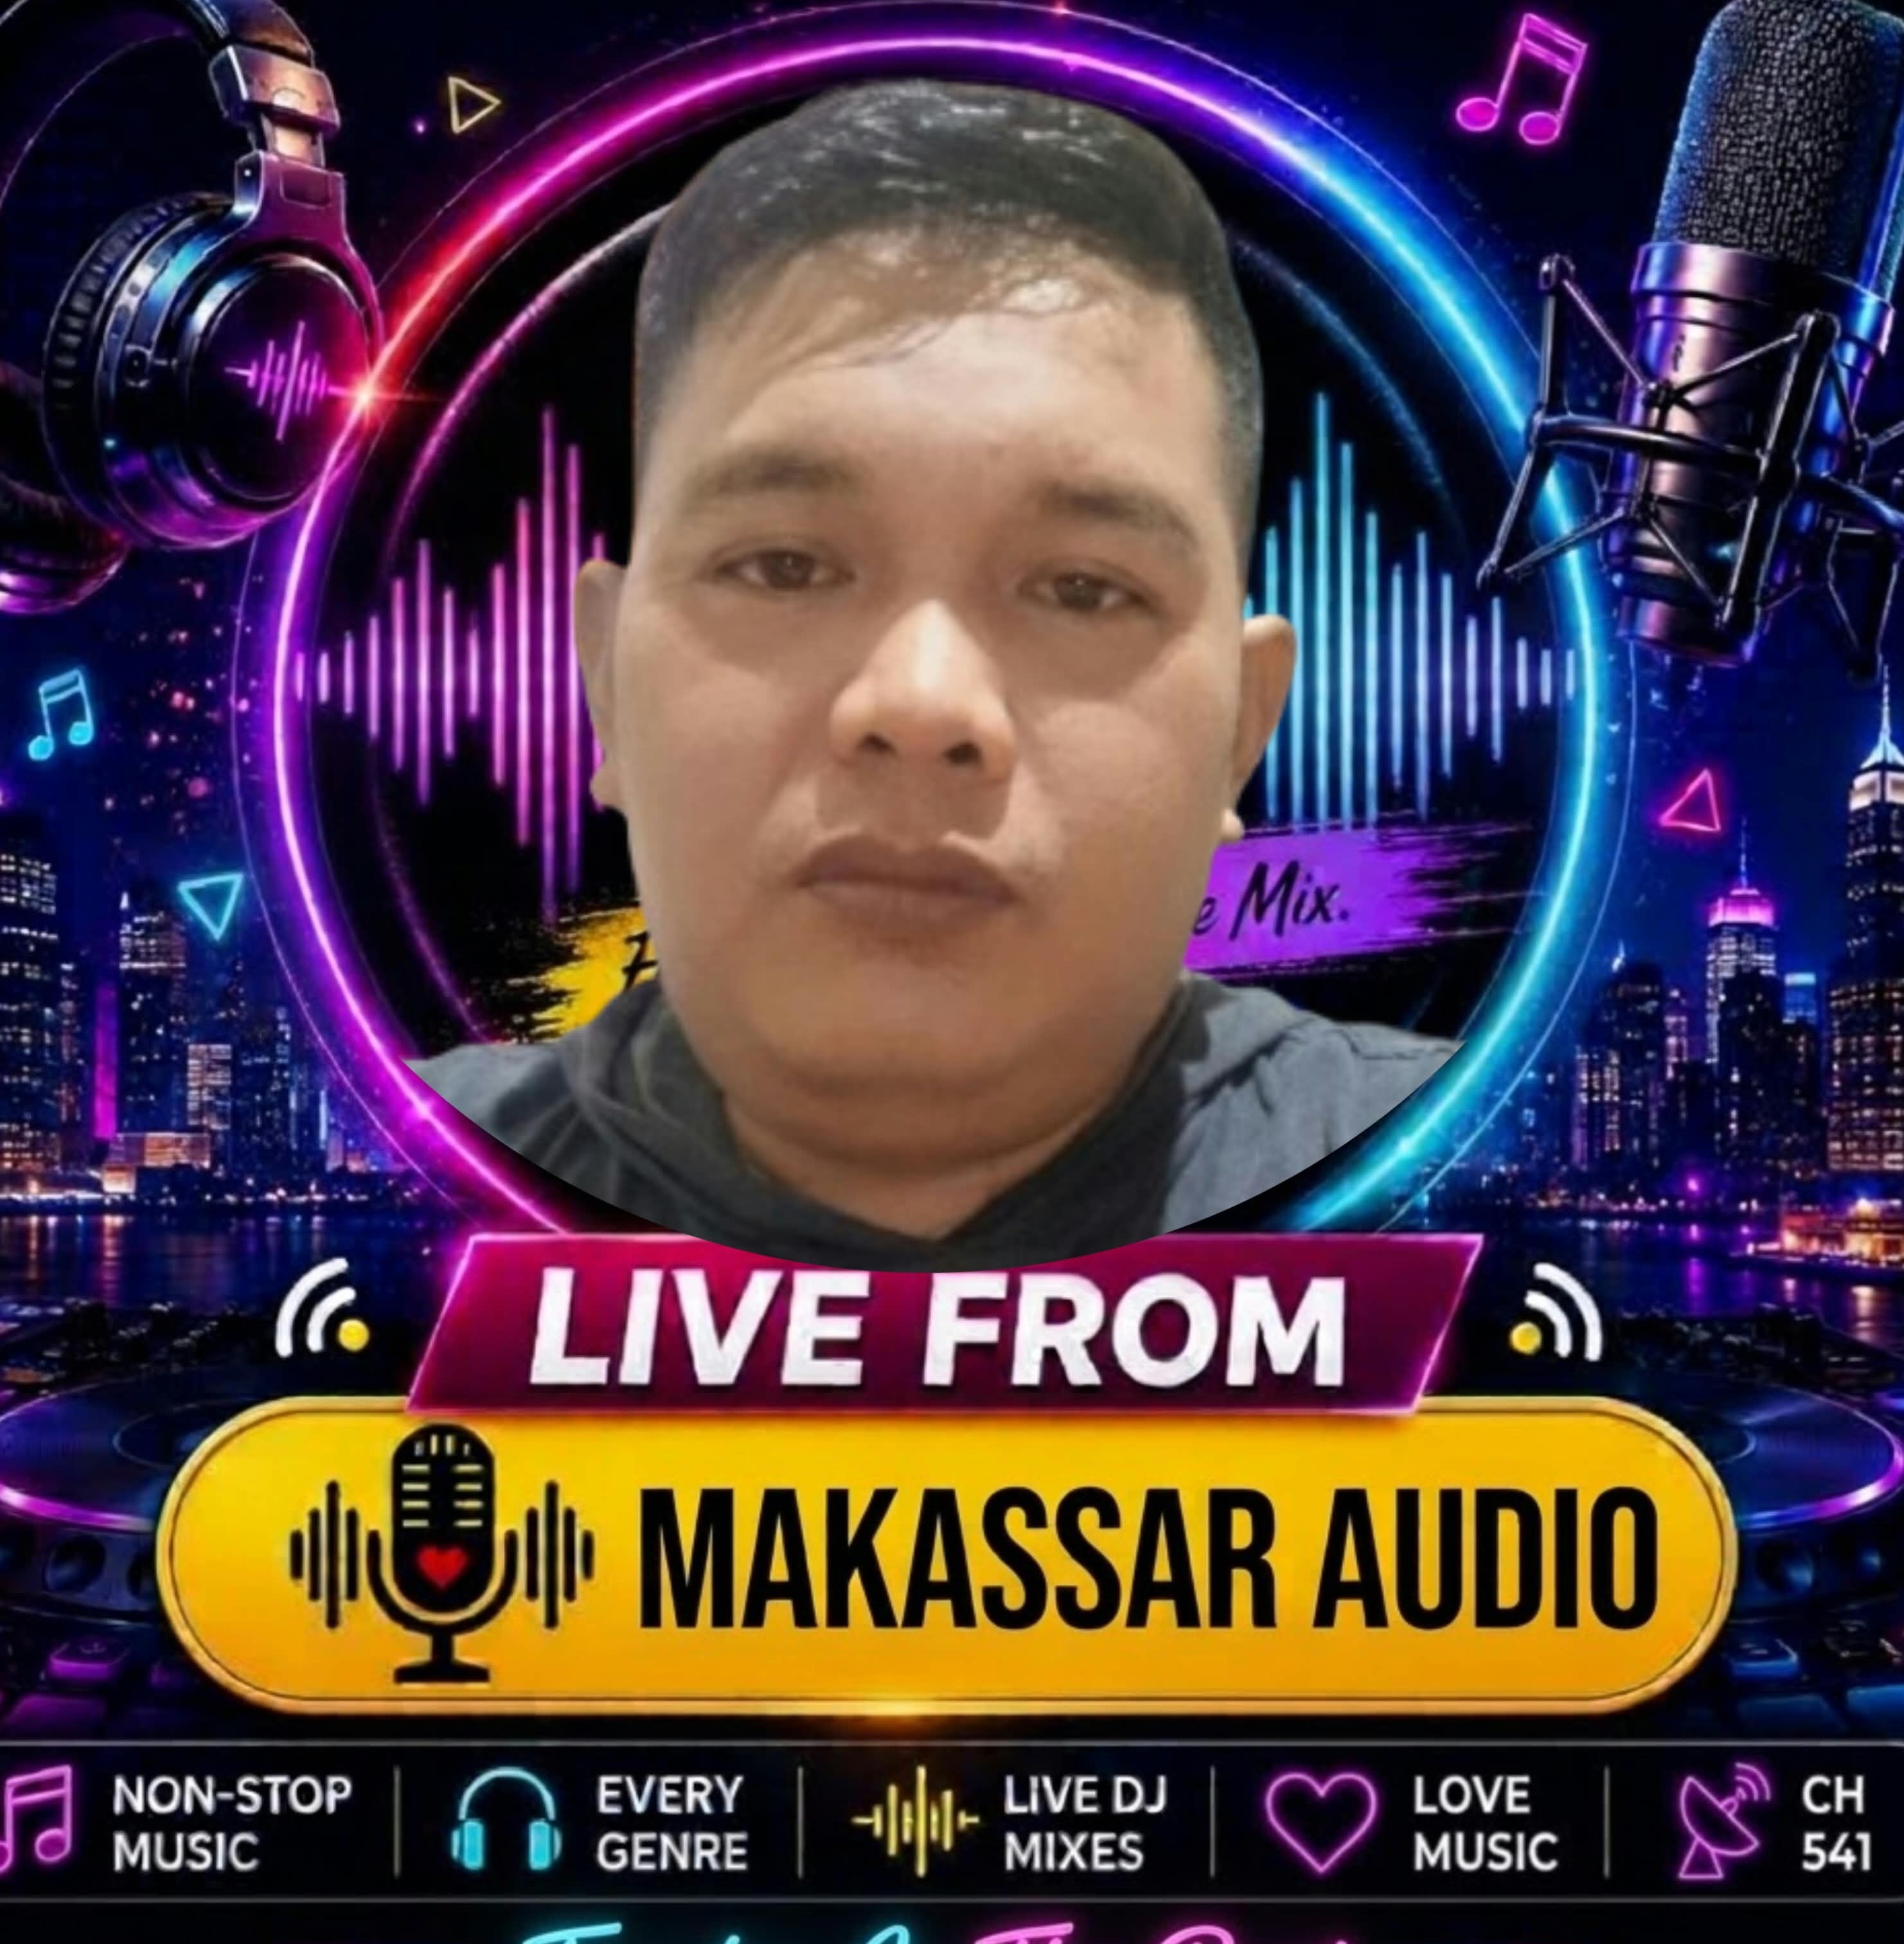 Mix.
LIVE FROM
MAKASSAR AUDIO
NON-STOP
MUSIC
EVERY
GENRE
LIVE DJ
MIXES
LOVE
MUSIC
CH
541